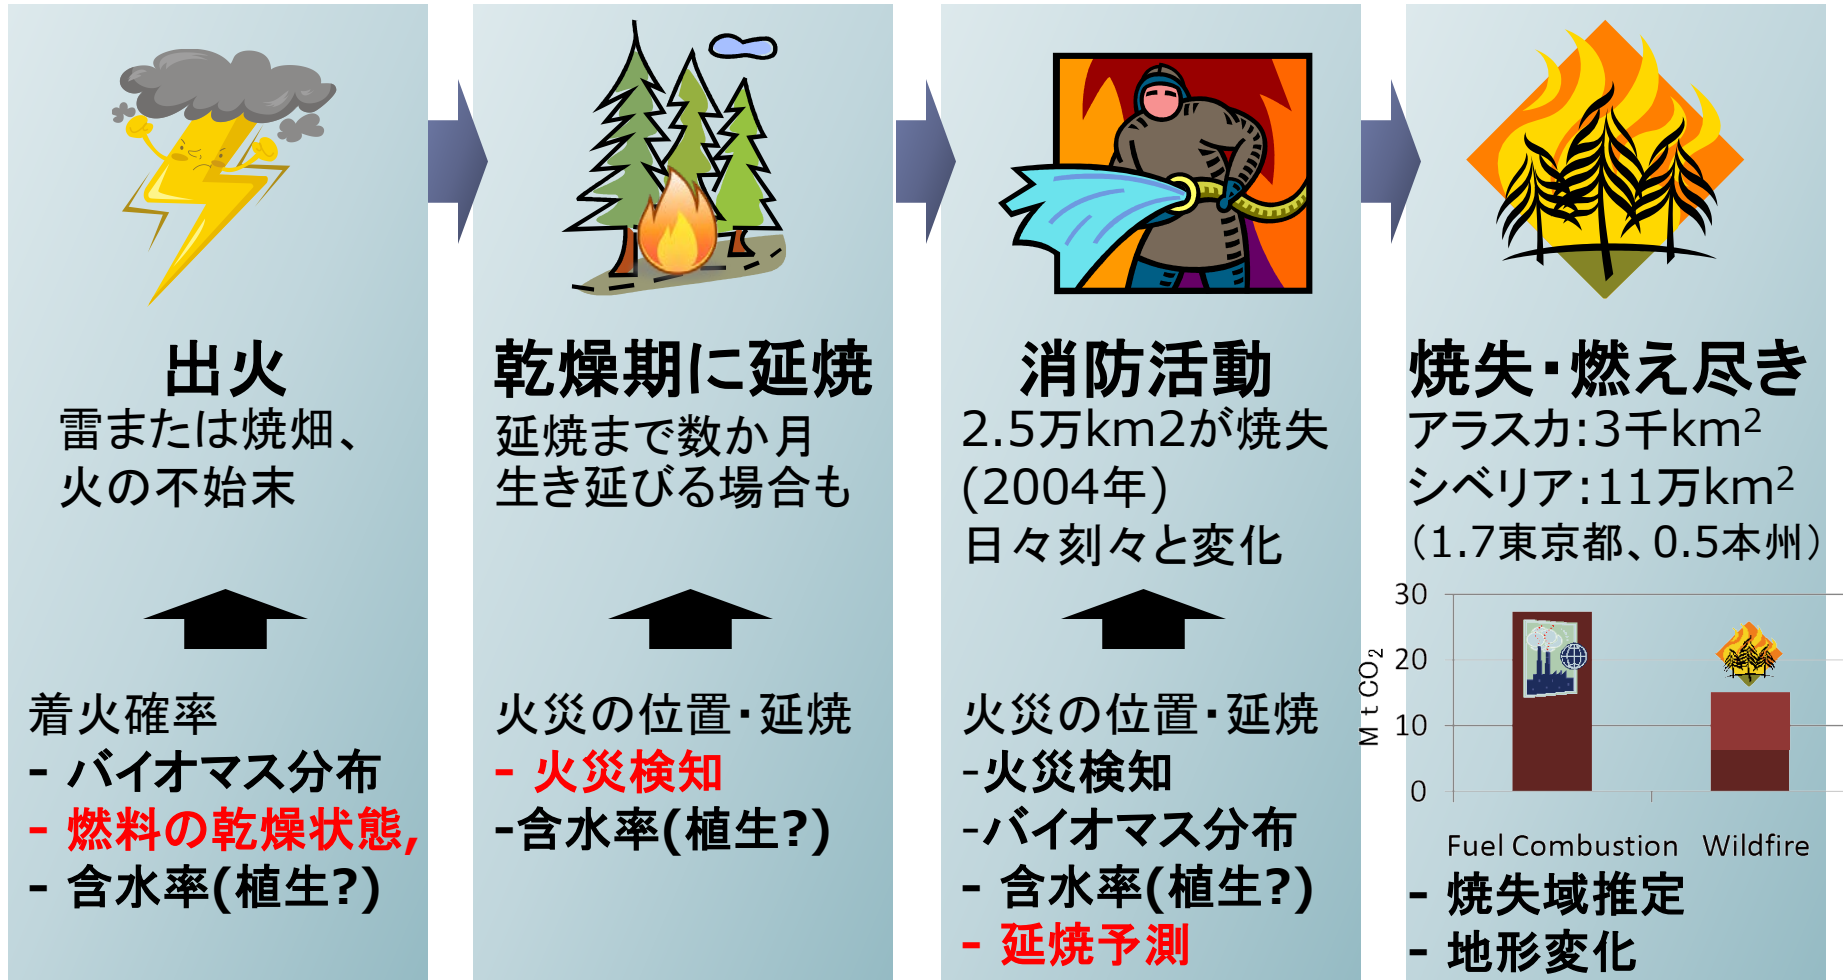 出火
雷または焼畑、
火の不始末
着火確率
- バイオマス分布
- 燃料の乾燥状態,
- 含水率(植生?)
乾燥期に延焼
延焼まで数か月
生き延びる場合も
火災の位置・延焼
- 火災検知
-含水率(植生?)
消防活動
2.5万km2が焼失
(2004年)
日々刻々と変化
火災の位置・延焼
-火災検知
-バイオマス分布
- 含水率(植生?)
- 延焼予測
焼失・燃え尽き
アラスカ:3千km²
シベリア:11万km²
（1.7東京都、0.5本州）
30
20
10
0
M t CO₂
Fuel Combustion Wildfire
- 焼失域推定
- 地形変化